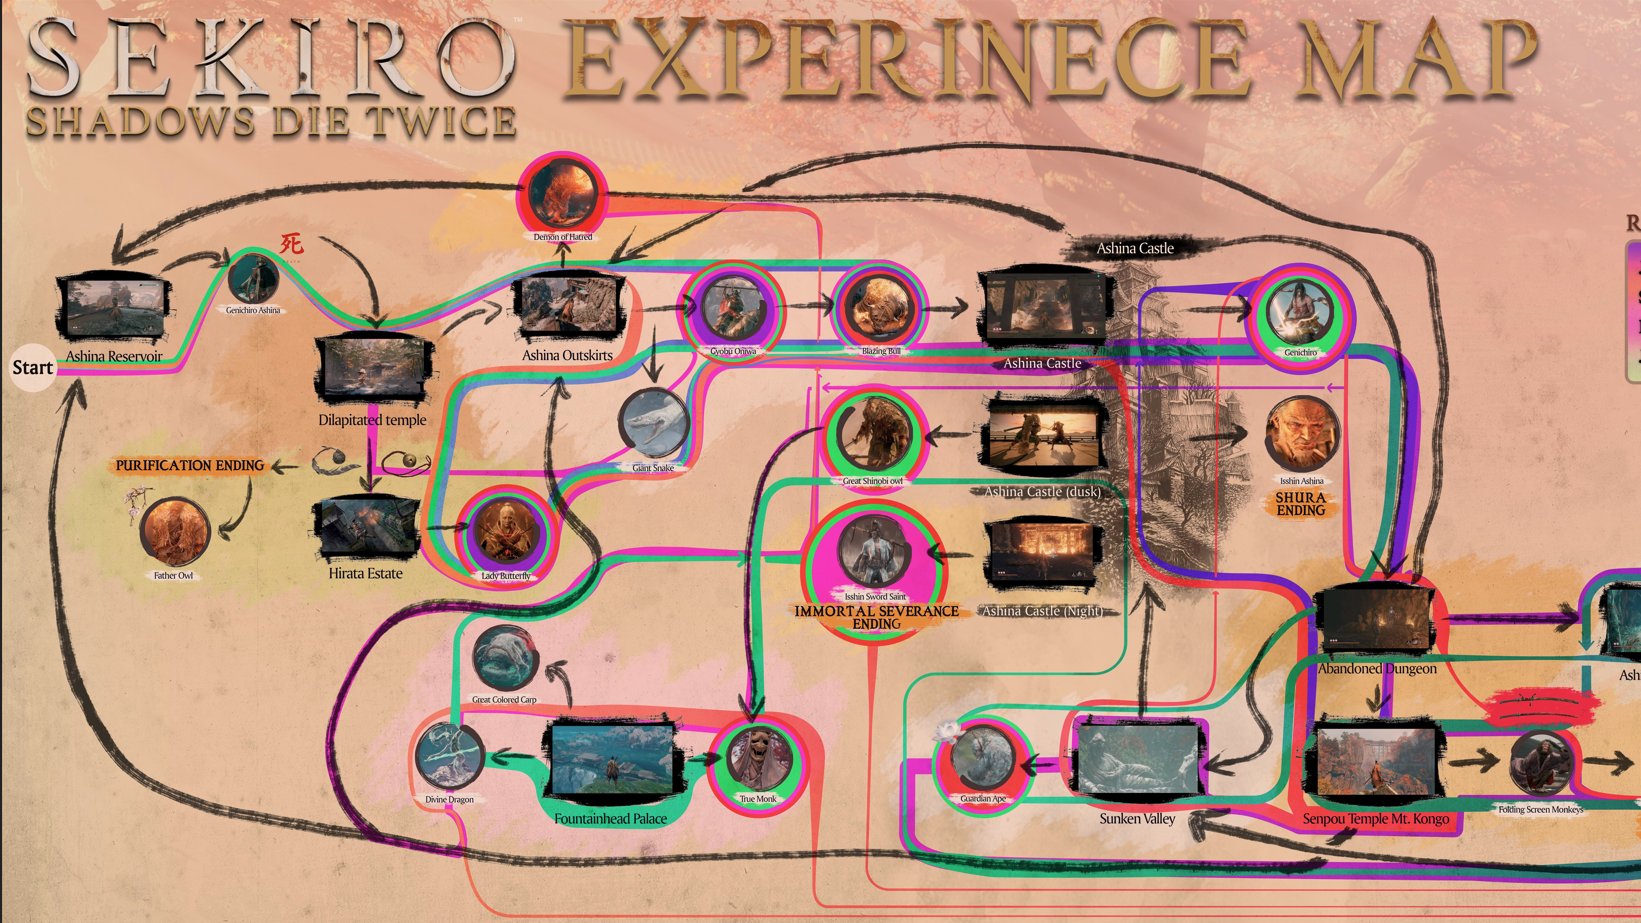 SEKIRO™
EXPERINECE MAP
SHADOWS DIE TWICE
Demon of Hatred
R
死
Ashina Castle
Genichiro Ashina
Ashina Reservoir
Ashina Outskirts
Gyobu Oniwa
Blazing Bull
Ashina Castle
Genichiro
Start
Dilapitated temple
Giant Snake
Great Shinobi owl
Ashina Castle (dusk)
Isshin Ashina
SHURA
ENDING
PURIFICATION ENDING
Father Owl
Hirata Estate
Lady Butterfly
Isshin Sword Saint
IMMORTAL SEVERANCE
ENDING
Ashina Castle (Night)
Great Colored Carp
Abandoned Dungeon
Ash
Divine Dragon
Fountainhead Palace
True Monk
Guardian Ape
Sunken Valley
Senpou Temple Mt. Kongo
Folding Screen Monkeys